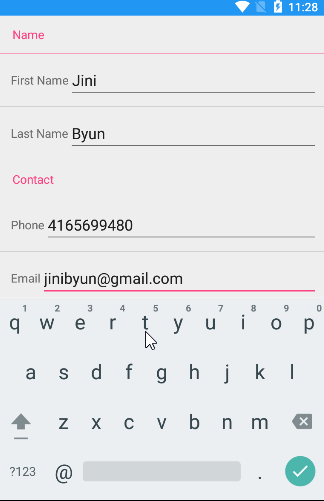 11:28
Name
First Name Jini
Last Name Byun
Contact
Phone 4165699480
Email jinibyun@gmail.com
1 2 3 4 5 6 7 8 9 0
q w e r t y u i o p
a s d f g h j k l
z x c v b n m
?123 @ .